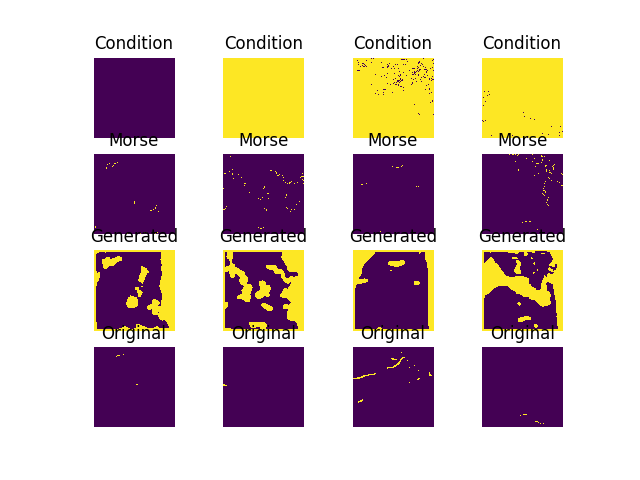 Condition Condition Condition Condition
Morse Morse Morse Morse
Generated Generated Generated Generated
Original Original Original Original